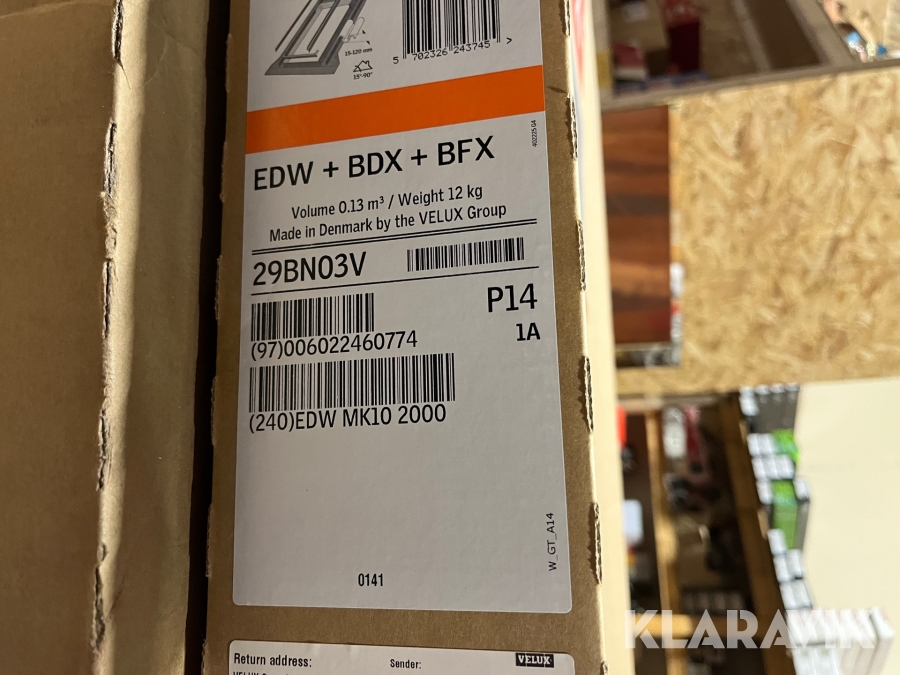 15-120 mm
15°-90°
5 702326 243745 >
402225 04
EDW + BDX + BFX
Volume 0.13 m³ / Weight 12 kg
Made in Denmark by the VELUX Group
29BN03V
P14
1A
(97)006022460774
(240)EDW MK10 2000
W_GT_A14
0141
Return address:
Sender:
VELUX
KLARAVIK